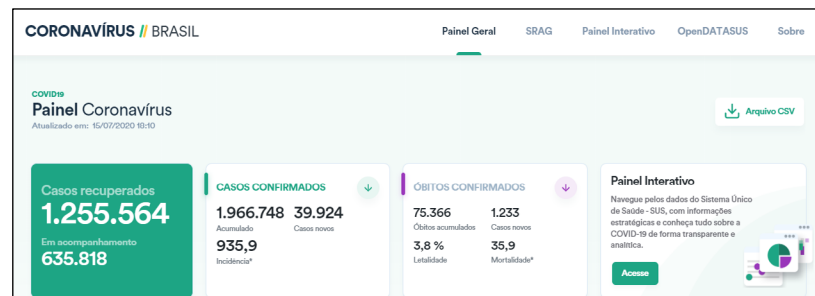 CORONAVÍRUS // BRASIL
Painel Geral SRAG Painel Interativo OpenDATASUS Sobre
COVID19
Painel Coronavírus
Atualizado em: 15/07/2020 18:10
Arquivo CSV
Casos recuperados
1.255.564
Em acompanhamento
635.818
CASOS CONFIRMADOS
1.966.748 39.924
Acumulado Casos novos
935,9
Incidência*
ÓBITOS CONFIRMADOS
75.366 1.233
Óbitos acumulados Casos novos
3,8 % 35,9
Letalidade Mortalidade*
Painel Interativo
Navegue pelos dados do Sistema Único
de Saúde - SUS, com informações
estratégicas e conheça tudo sobre a
COVID-19 de forma transparente e
analítica.
Acesse